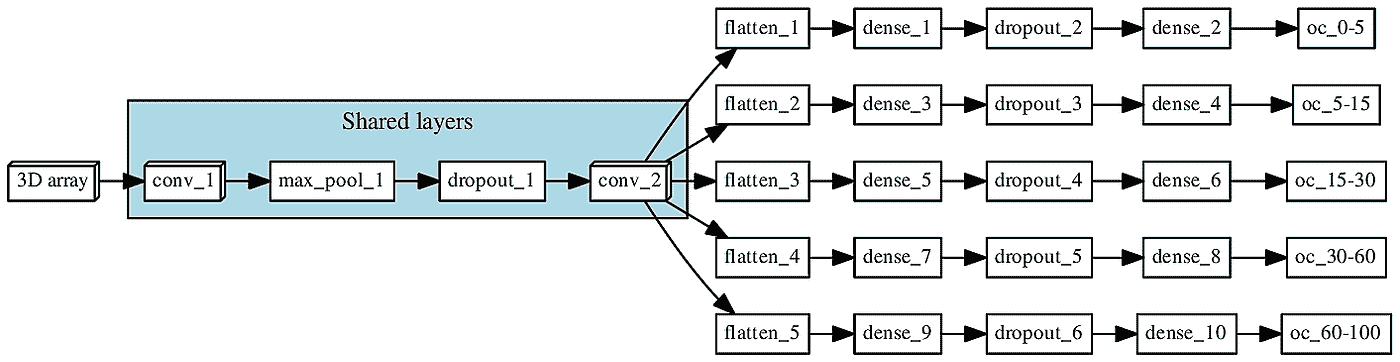 flatten_1 dense_1 dropout_2 dense_2 oc_0-5
flatten_2 dense_3 dropout_3 dense_4 oc_5-15
Shared layers
3D array conv_1 max_pool_1 dropout_1 conv_2 flatten_3 dense_5 dropout_4 dense_6 oc_15-30
flatten_4 dense_7 dropout_5 dense_8 oc_30-60
flatten_5 dense_9 dropout_6 dense_10 oc_60-100